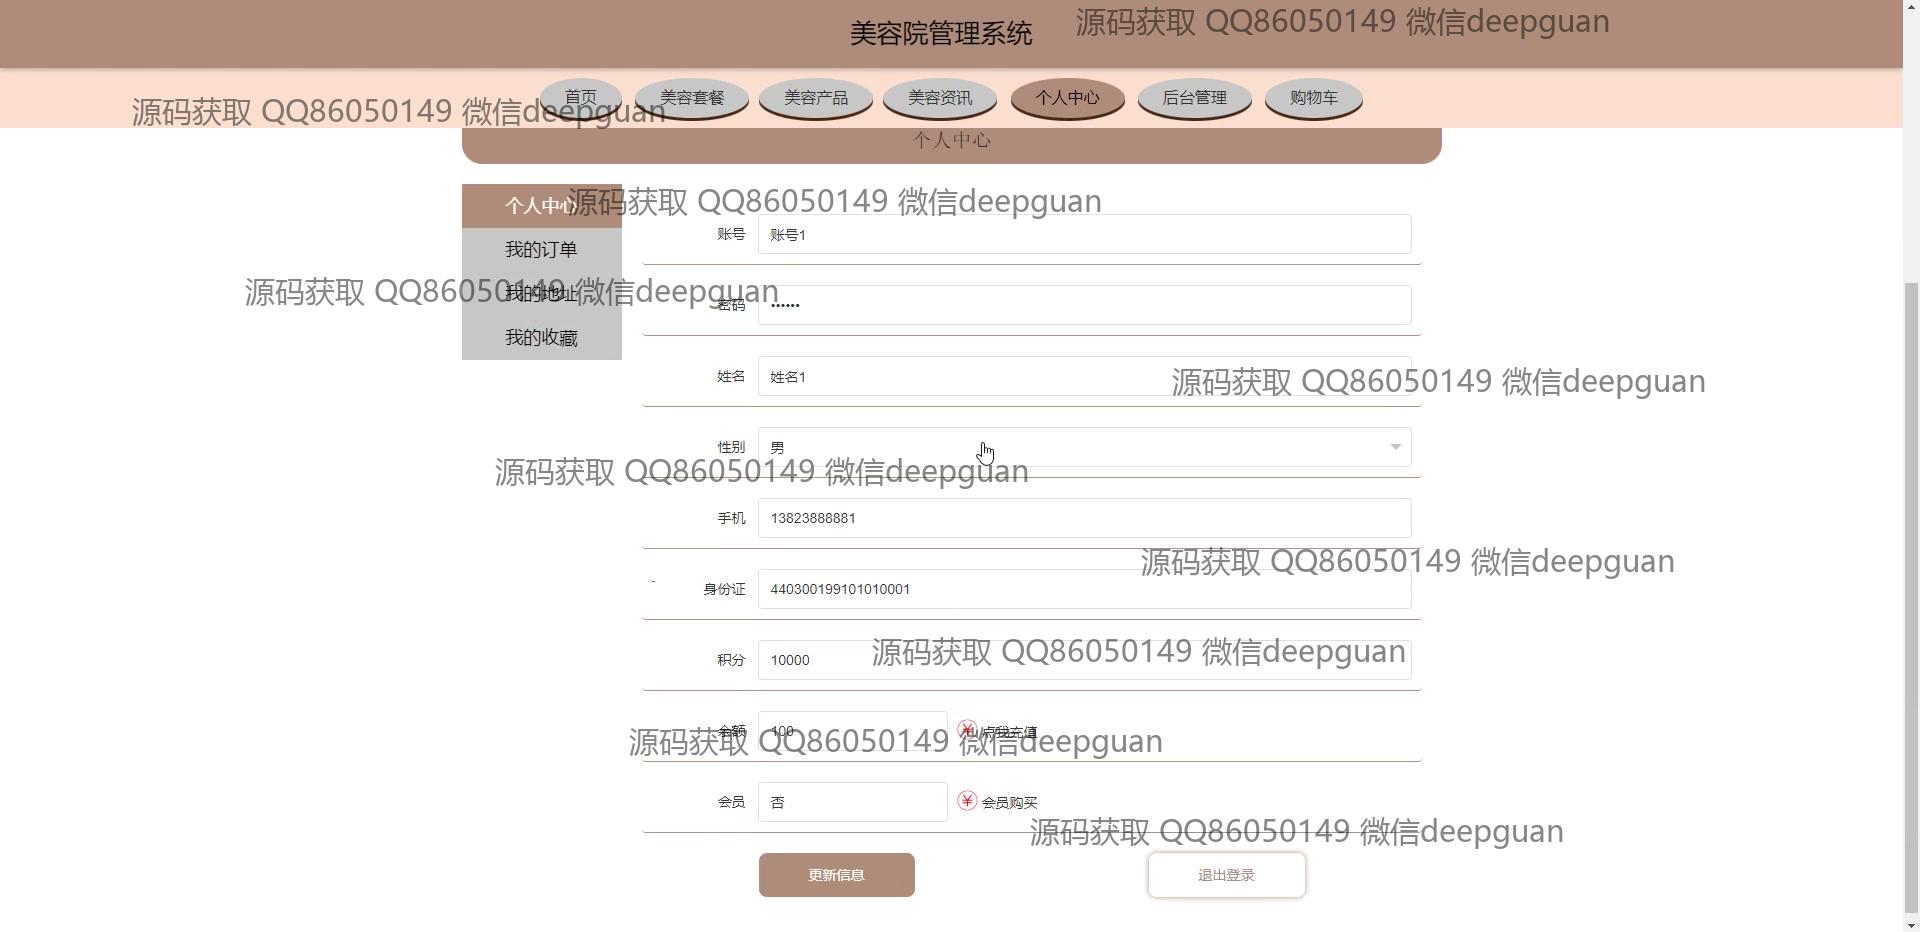 美容院管理系统
源码获取 QQ86050149 微信deepguan
首页 美容套餐 美容产品 美容资讯 个人中心 后台管理 购物车
源码获取 QQ86050149 微信deepguan
个人中心
个人中心
源码获取 QQ86050149 微信deepguan
账号 账号1
我的订单
我的地址
源码获取 QQ86050149 微信deepguan
密码 ••••••
我的收藏
姓名 姓名1
源码获取 QQ86050149 微信deepguan
性别 男
源码获取 QQ86050149 微信deepguan
手机 13823888881
源码获取 QQ86050149 微信deepguan
- 身份证 440300199101010001
源码获取 QQ86050149 微信deepguan
积分 10000
余额 100 ¥ 点我充值
源码获取 QQ86050149 微信deepguan
会员 否 ¥ 会员购买
源码获取 QQ86050149 微信deepguan
更新信息 退出登录